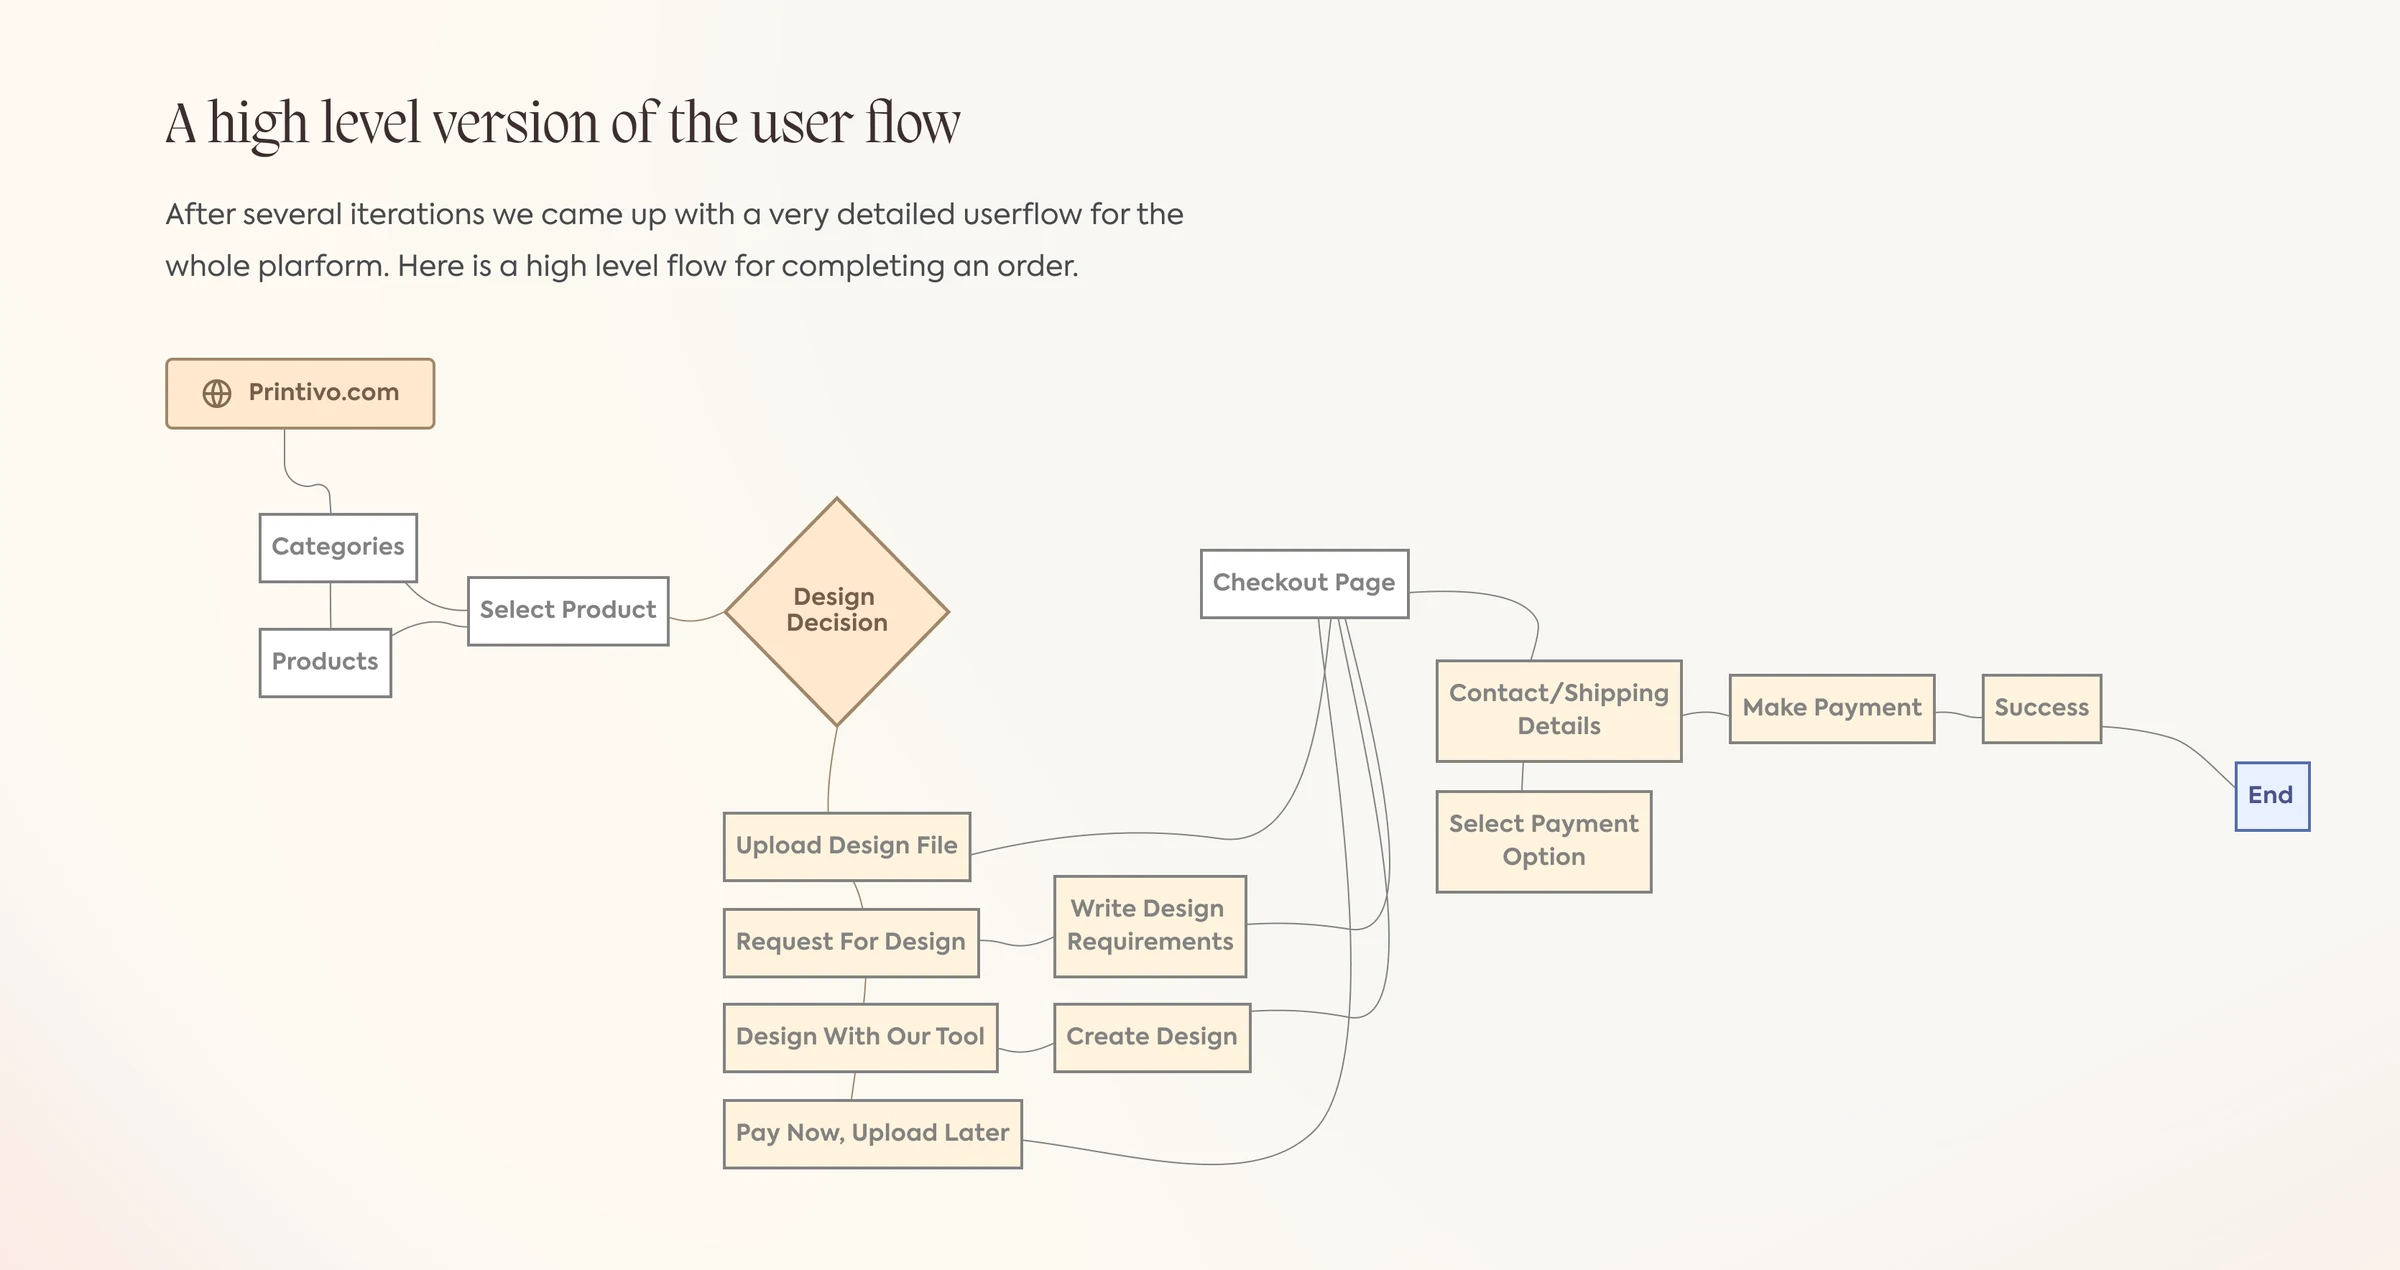 A high level version of the user flow
After several iterations we came up with a very detailed userflow for the
whole plarform. Here is a high level flow for completing an order.
Printivo.com
Categories
Products
Select Product
Design
Decision
Upload Design File
Request For Design
Write Design
Requirements
Design With Our Tool
Create Design
Pay Now, Upload Later
Checkout Page
Contact/Shipping
Details
Select Payment
Option
Make Payment
Success
End